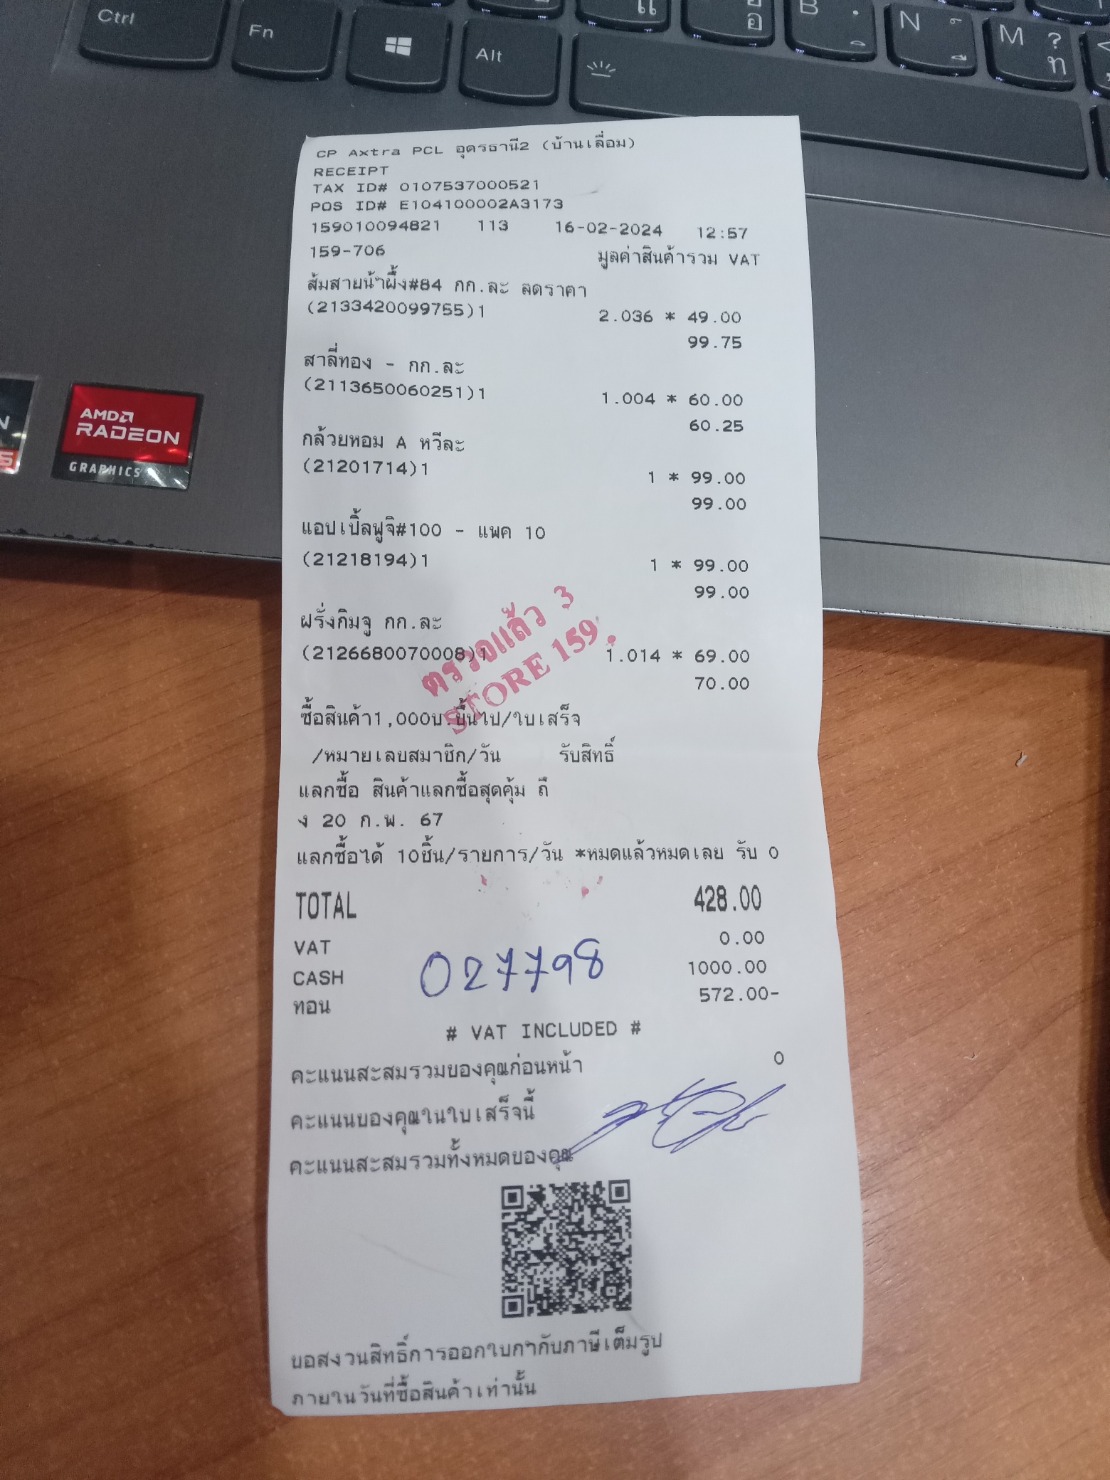 Ctrl
Fn
Alt
แ
อ
B
N
M ?
ท
CP Axtra PCL อุดรธานี2 (บ้านเลื่อม)
RECEIPT
TAX ID# 0107537000521
POS ID# E104100002A3173
159010094821 113 16-02-2024 12:57
159-706 มูลค่าสินค้ารวม VAT
ส้มสายน้ำผึ้ง#84 กก.ละ ลดราคา
(2133420099755)1 2.036 * 49.00
99.75
สาลี่ทอง - กก.ละ
(2113650060251)1 1.004 * 60.00
60.25
กล้วยหอม A หวีละ
(21201714)1 1 * 99.00
99.00
แอปเปิ้ลฟูจิ#100 - แพค 10
(21218194)1 1 * 99.00
99.00
ฝรั่งกิมจู กก.ละ
(2126680070008)1 1.014 * 69.00
70.00
ตรวจแล้ว 3
STORE 159
ซื้อสินค้า1,000บ.ขึ้นไป/ใบเสร็จ
/หมายเลขสมาชิก/วัน รับสิทธิ์
แลกซื้อ สินค้าแลกซื้อสุดคุ้ม ถึ
ง 20 ก.พ. 67
แลกซื้อได้ 10ชิ้น/รายการ/วัน *หมดแล้วหมดเลย รับ 0
TOTAL 428.00
VAT 0.00
CASH 1000.00
ทอน 572.00-
027798
# VAT INCLUDED #
คะแนนสะสมรวมของคุณก่อนหน้า 0
คะแนนของคุณในใบเสร็จนี้
คะแนนสะสมรวมทั้งหมดของคุณ
ขอสงวนสิทธิ์การออกใบกำกับภาษีเต็มรูป
ภายในวันที่ซื้อสินค้าเท่านั้น
AMD
RADEON
GRAPHICS